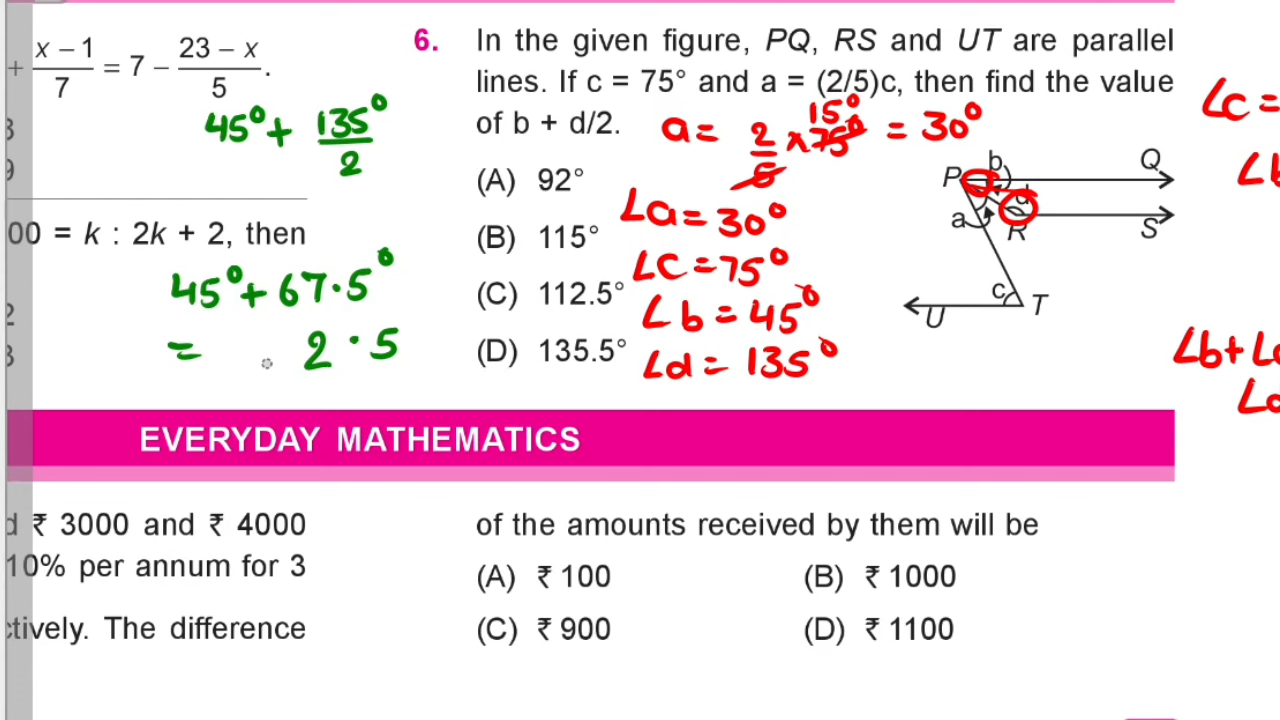 + x – 1 / 7 = 7 – 23 – x / 5 .
45° + 135° / 2
00 = k : 2k + 2, then
45° + 67.5°
= 2.5
6. In the given figure, PQ, RS and UT are parallel
lines. If c = 75° and a = (2/5)c, then find the value
of b + d/2.
a = 2/5 × 75° 15° = 30°
(A) 92°
(B) 115°
(C) 112.5°
(D) 135.5°
∠a = 30°
∠c = 75°
∠b = 45°
∠d = 135°
P b Q
d
a R S
c T
U
∠c =
∠b
∠b+∠
∠
EVERYDAY MATHEMATICS
d ₹ 3000 and ₹ 4000
10% per annum for 3
ctively. The difference
of the amounts received by them will be
(A) ₹ 100 (B) ₹ 1000
(C) ₹ 900 (D) ₹ 1100